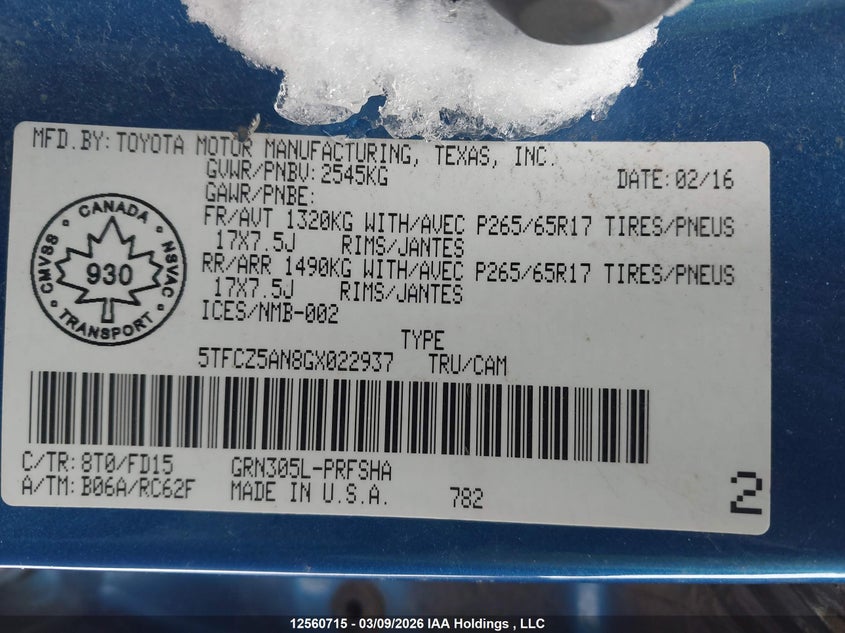 MFD.BY: TOYOTA MOTOR MANUFACTURING, TEXAS, INC.
GVWR/PNBV: 2545KG DATE: 02/16
GAWR/PNBE:
FR/AVT 1320KG WITH/AVEC P265/65R17 TIRES/PNEUS
17X7.5J RIMS/JANTES
RR/ARR 1490KG WITH/AVEC P265/65R17 TIRES/PNEUS
17X7.5J RIMS/JANTES
ICES/NMB-002
CANADA
CMVSS
930
NSVAC
TRANSPORT
TYPE
5TFCZ5AN8GX022937 TRU/CAM
C/TR: 8T0/FD15 GRN305L-PRFSHA
A/TM: B06A/RC62F MADE IN U.S.A. 782
2
12560715 - 03/09/2026 IAA Holdings , LLC